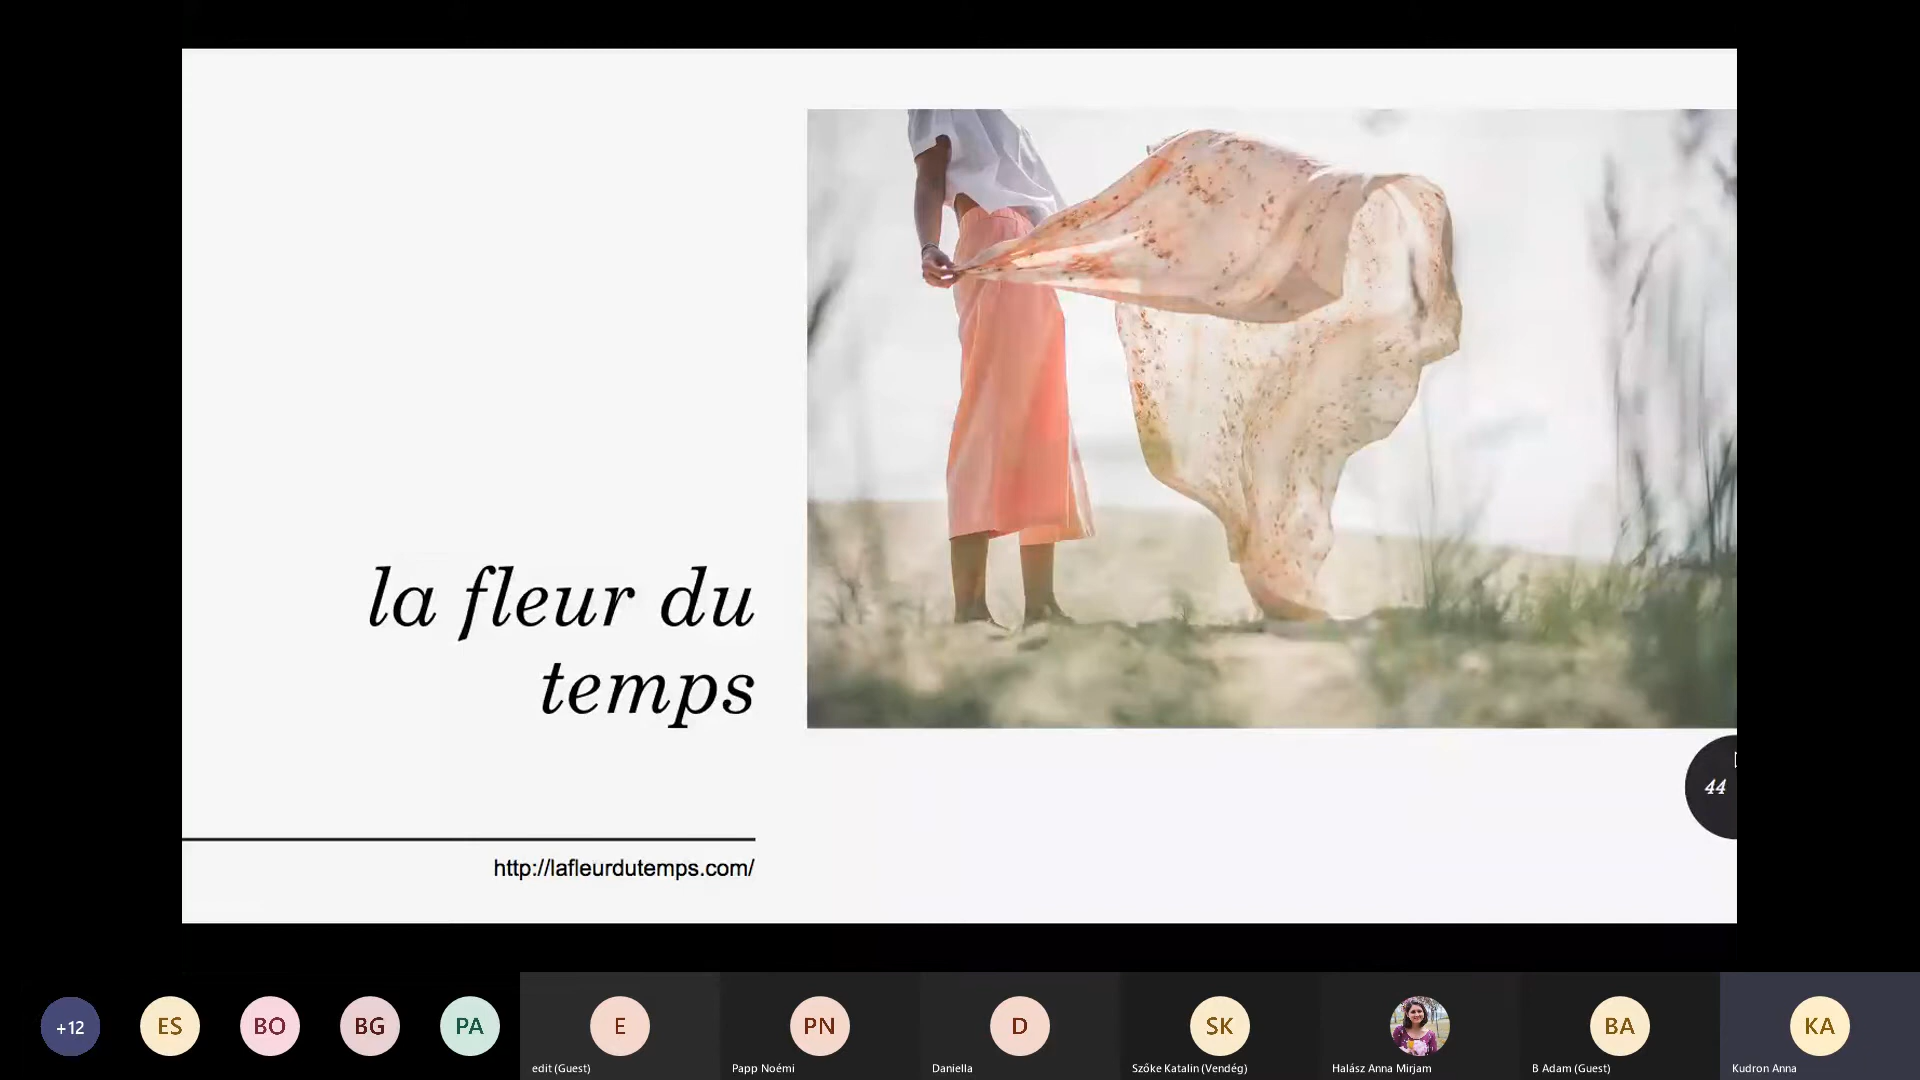 la fleur du
temps
44
http://lafleurdutemps.com/
+12
ES
BO
BG
PA
E
PN
D
SK
BA
KA
edit (Guest)
Papp Noémi
Daniella
Szőke Katalin (Vendég)
Halász Anna Mirjam
B Adam (Guest)
Kudron Anna